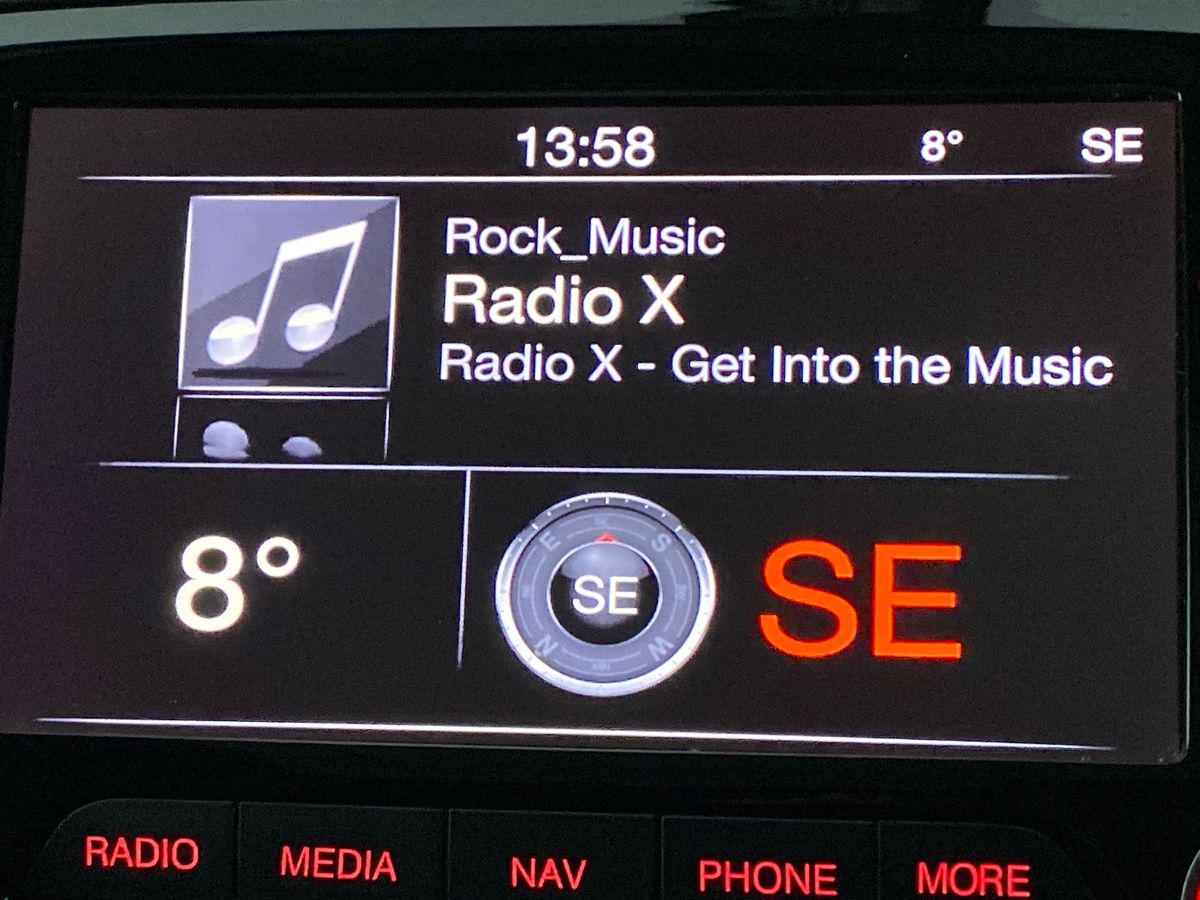 13:58 8° SE
Rock_Music
Radio X
Radio X - Get Into the Music
8° SE SE
E S
N W
RADIO MEDIA NAV PHONE MORE